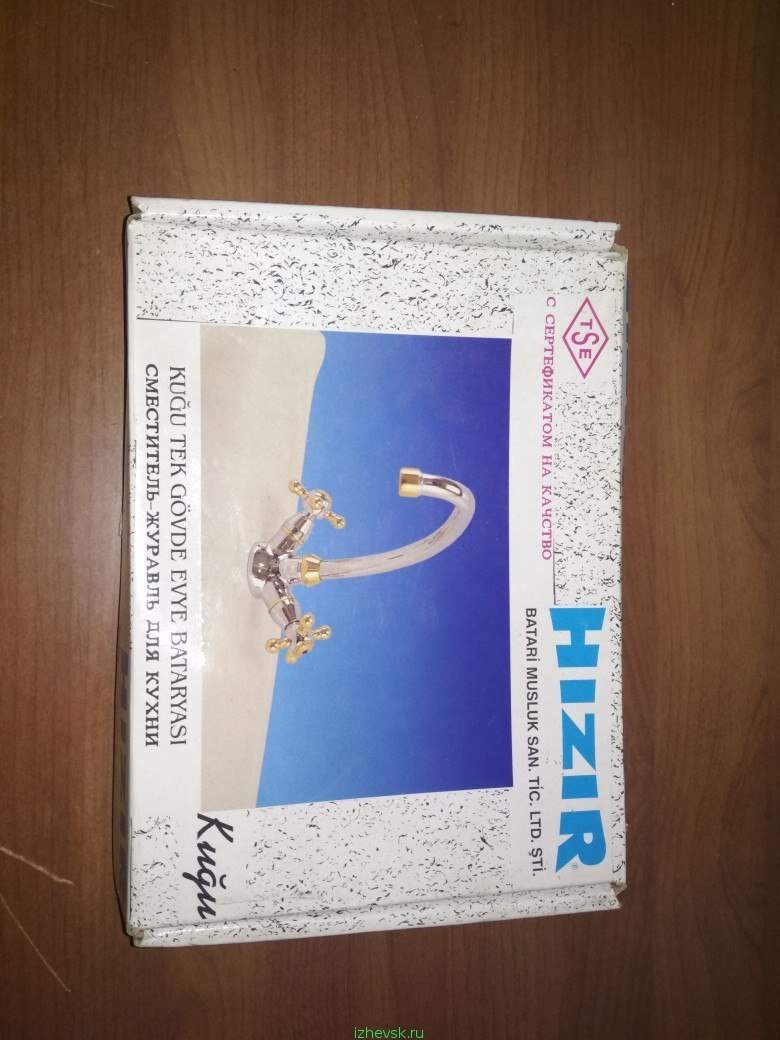 TSE
С СЕРТЕФИКАТОМ НА КАЧСТВО
HIZIR®
BATARİ MUSLUK SAN. TİC. LTD. ŞTİ.
KUĞU TEK GÖVDE EVYE BATARYASI
СМЕСТИТЕЛЬ-ЖУРАВЛЬ ДЛЯ КУХНИ
Kuğu
izhevsk.ru